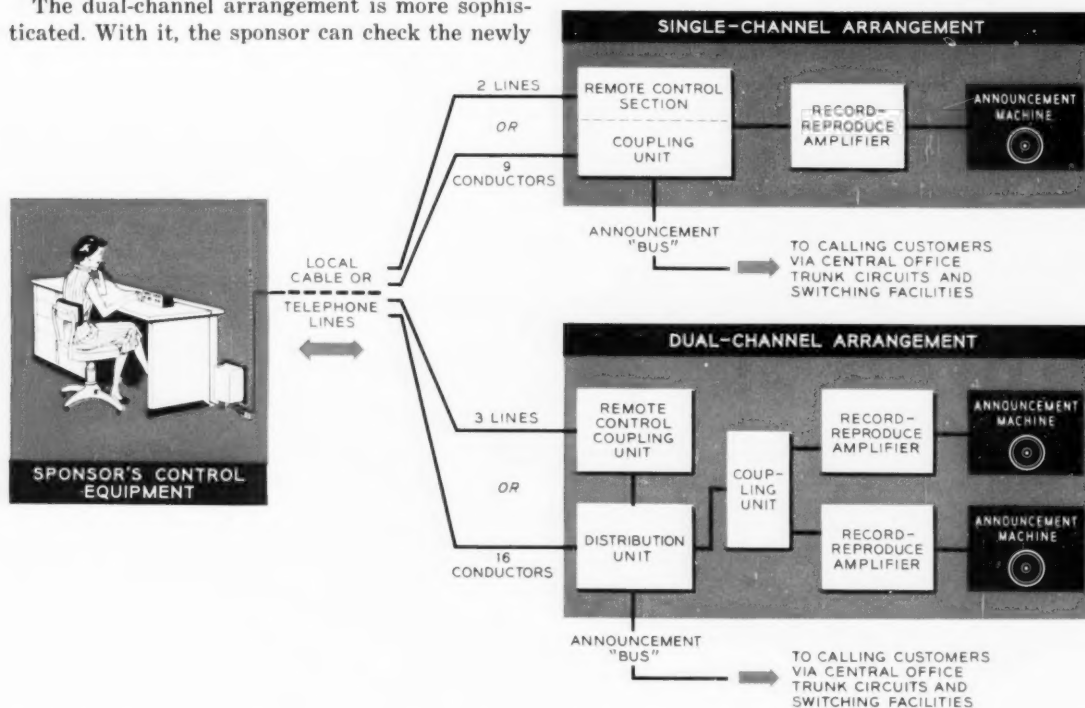 The dual-channel arrangement is more sophis-
ticated. With it, the sponsor can check the newly
SINGLE-CHANNEL ARRANGEMENT
2 LINES
OR
9
CONDUCTORS
REMOTE CONTROL
SECTION
COUPLING
UNIT
RECORD-
REPRODUCE
AMPLIFIER
ANNOUNCEMENT
MACHINE
ANNOUNCEMENT
"BUS"
TO CALLING CUSTOMERS
VIA CENTRAL OFFICE
TRUNK CIRCUITS AND
SWITCHING FACILITIES
LOCAL
CABLE OR
TELEPHONE
LINES
SPONSOR'S CONTROL
EQUIPMENT
DUAL-CHANNEL ARRANGEMENT
3 LINES
OR
16
CONDUCTORS
REMOTE
CONTROL
COUPLING
UNIT
DISTRIBUTION
UNIT
COUP-
LING
UNIT
RECORD-
REPRODUCE
AMPLIFIER
ANNOUNCEMENT
MACHINE
RECORD-
REPRODUCE
AMPLIFIER
ANNOUNCEMENT
MACHINE
ANNOUNCEMENT
"BUS"
TO CALLING CUSTOMERS
VIA CENTRAL OFFICE
TRUNK CIRCUITS AND
SWITCHING FACILITIES